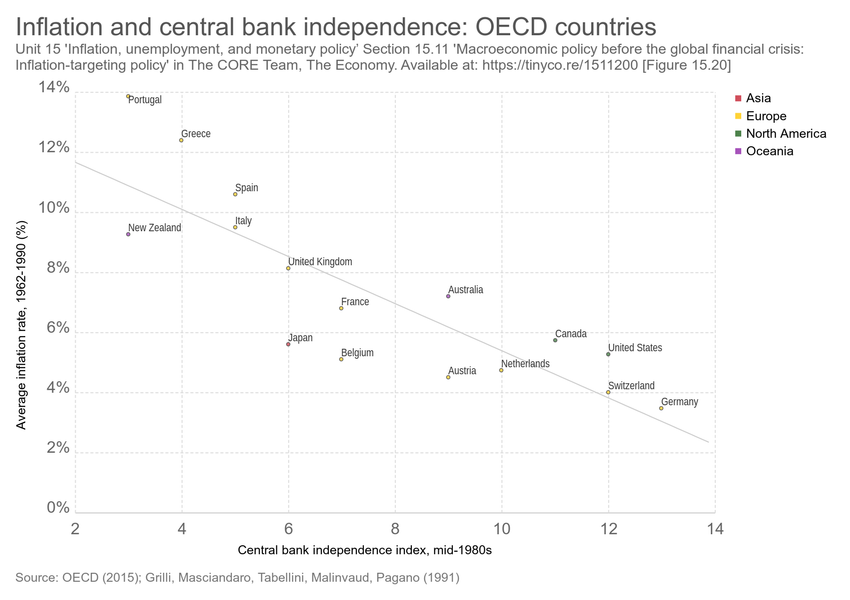 Inflation and central bank independence: OECD countries
Unit 15 'Inflation, unemployment, and monetary policy’ Section 15.11 'Macroeconomic policy before the global financial crisis:
Inflation-targeting policy' in The CORE Team, The Economy. Available at: https://tinyco.re/1511200 [Figure 15.20]
14%
Asia
Portugal
Europe
Greece
North America
12%
Oceania
Spain
10%
Italy
New Zealand
8%
United Kingdom
Australia
France
6%
Canada
Japan
United States
Belgium
Netherlands
Austria
4%
Switzerland
Germany
2%
0%
Average inflation rate, 1962-1990 (%)
2 4 6 8 10 12 14
Central bank independence index, mid-1980s
Source: OECD (2015); Grilli, Masciandaro, Tabellini, Malinvaud, Pagano (1991)